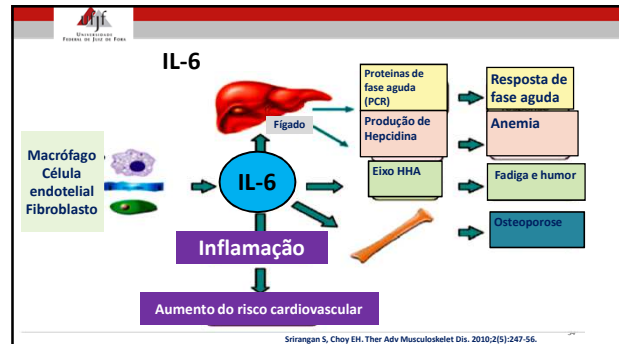 ufjf
UNIVERSIDADE
FEDERAL DE JUIZ DE FORA
IL-6
Proteinas de
fase aguda
(PCR)
Resposta de
fase aguda
Fígado
Produção de
Hepcidina
Anemia
Macrófago
Célula
endotelial
Fibroblasto
IL-6
Eixo HHA
Fadiga e humor
Osteoporose
Inflamação
Aumento do risco cardiovascular
Srirangan S, Choy EH. Ther Adv Musculoskelet Dis. 2010;2(5):247-56.